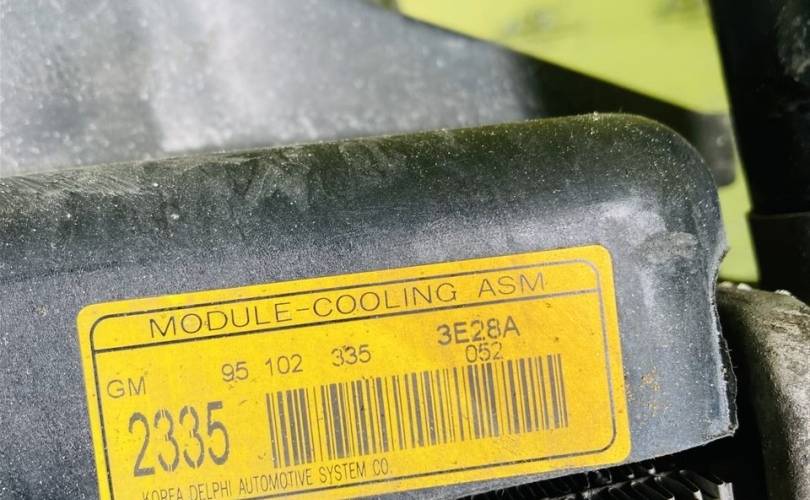 MODULE-COOLING ASM
GM 95 102 335 3E28A
052
2335
KOREA DELPHI AUTOMOTIVE SYSTEM CO.